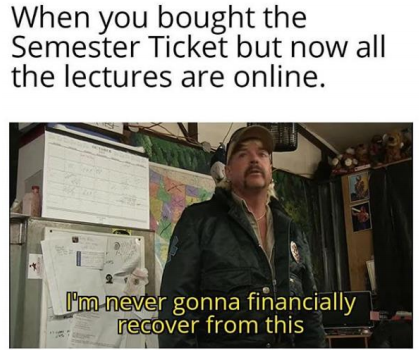 When you bought the
Semester Ticket but now all
the lectures are online.
I'm never gonna financially
recover from this